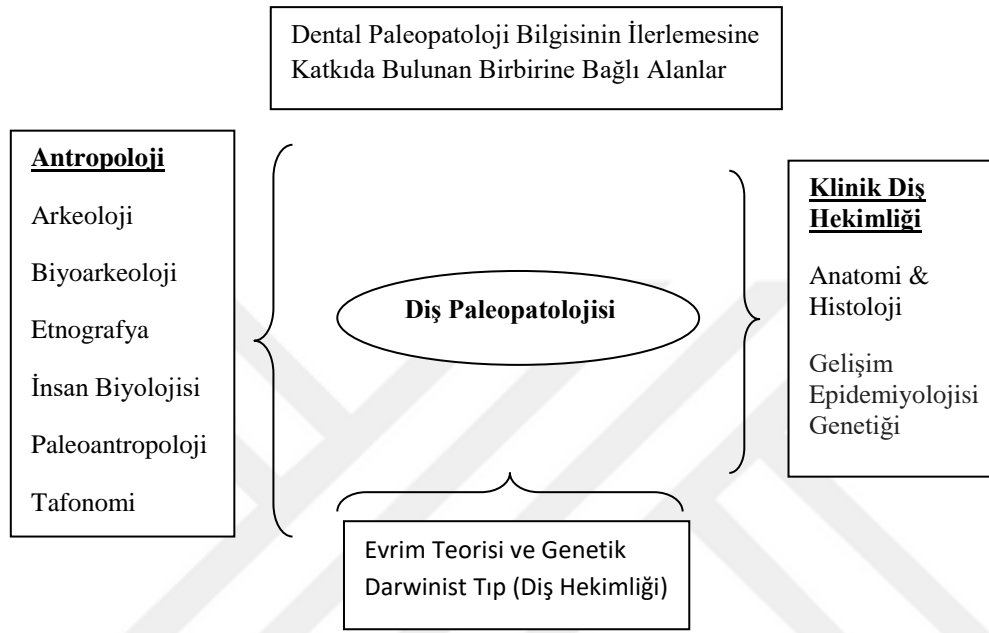 Dental Paleopatoloji Bilgisinin İlerlemesine
Katkıda Bulunan Birbirine Bağlı Alanlar
Antropoloji
Arkeoloji
Biyoarkeoloji
Etnografya
İnsan Biyolojisi
Paleoantropoloji
Tafonomi
Diş Paleopatolojisi
Klinik Diş
Hekimliği
Anatomi &
Histoloji
Gelişim
Epidemiyolojisi
Genetiği
Evrim Teorisi ve Genetik
Darwinist Tıp (Diş Hekimliği)